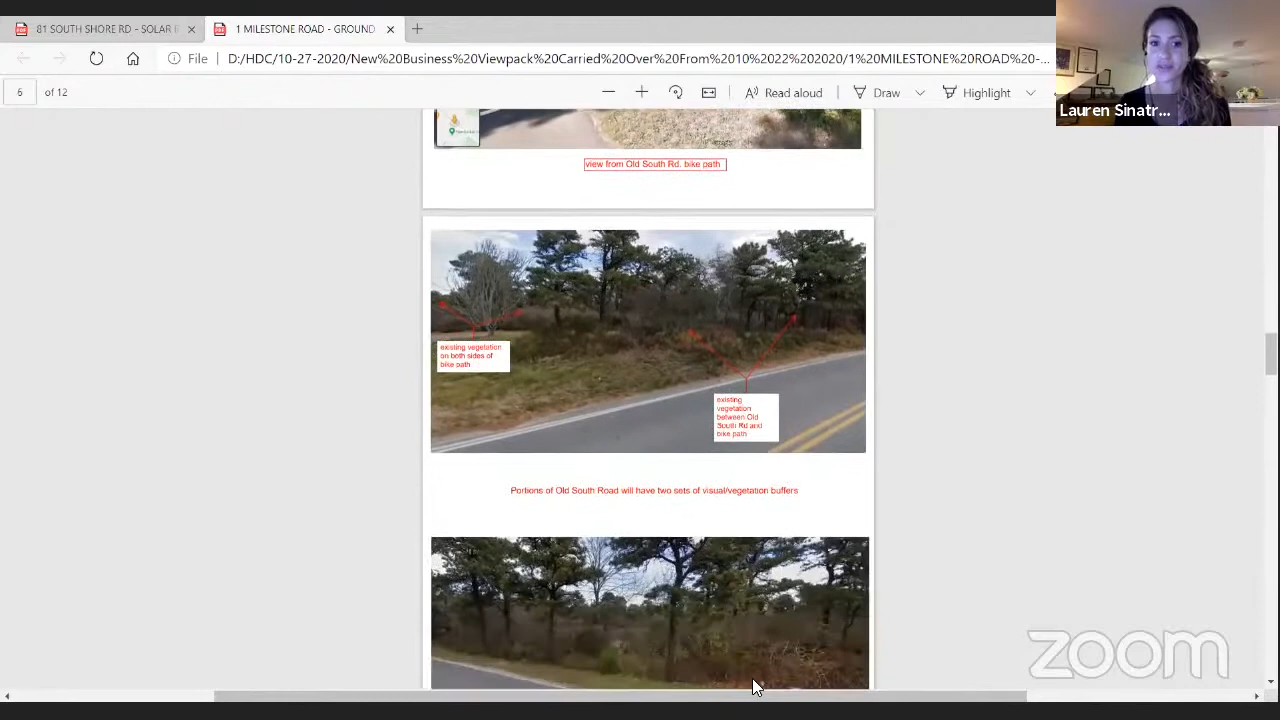 81 SOUTH SHORE RD - SOLAR
1 MILESTONE ROAD - GROUND
File
D:/HDC/10-27-2020/New%20Business%20Viewpack%20Carried%20Over%20From%2010%2022%202020/1%20MILESTONE%20ROAD%20-...
6 of 12
Read aloud
Draw
Highlight
Lauren Sinatr...
view from Old South Rd. bike path
existing vegetation
on both sides of
bike path
existing
vegetation
between Old
South Rd and
bike path
Portions of Old South Road will have two sets of visual/vegetation buffers
zoom